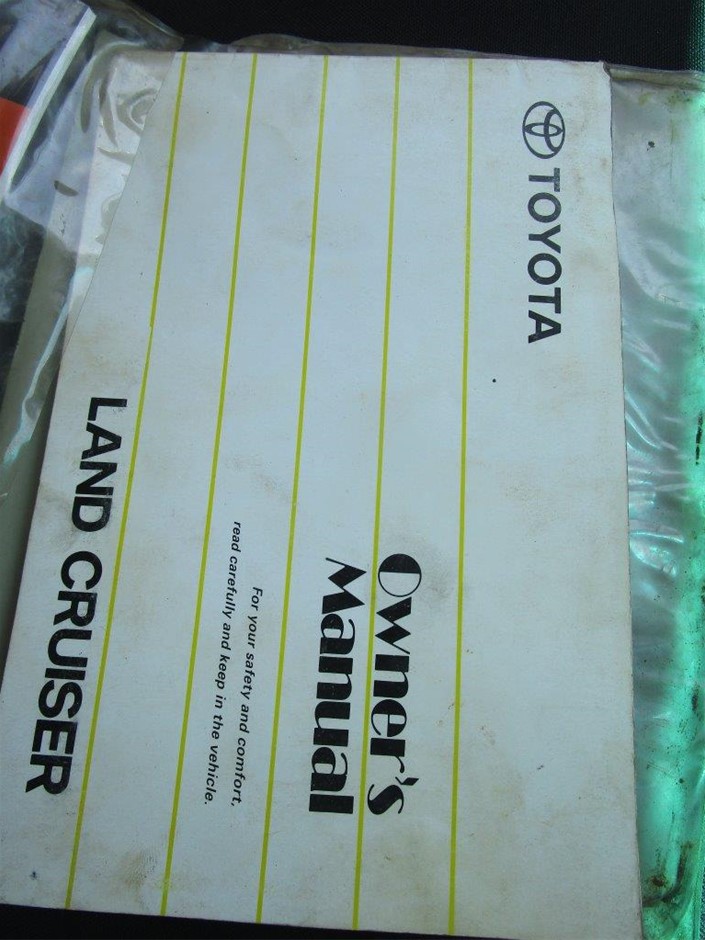 TOYOTA
Owner's
Manual
For your safety and comfort,
read carefully and keep in the vehicle.
LAND CRUISER